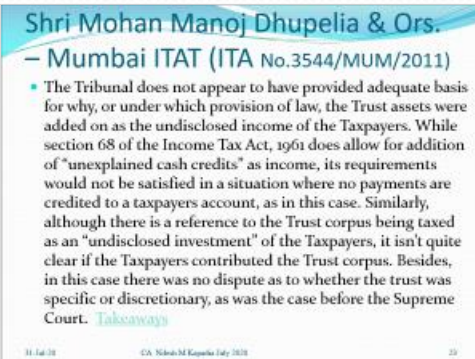 Shri Mohan Manoj Dhupelia & Ors.
– Mumbai ITAT (ITA No.3544/MUM/2011)
• The Tribunal does not appear to have provided adequate basis
for why, or under which provision of law, the Trust assets were
added on as the undisclosed income of the Taxpayers. While
section 68 of the Income Tax Act, 1961 does allow for addition
of “unexplained cash credits” as income, its requirements
would not be satisfied in a situation where no payments are
credited to a taxpayers account, as in this case. Similarly,
although there is a reference to the Trust corpus being taxed
as an “undisclosed investment” of the Taxpayers, it isn't quite
clear if the Taxpayers contributed the Trust corpus. Besides,
in this case there was no dispute as to whether the trust was
specific or discretionary, as was the case before the Supreme
Court. Takeaways
31-Jul-20 CA July 2020 23